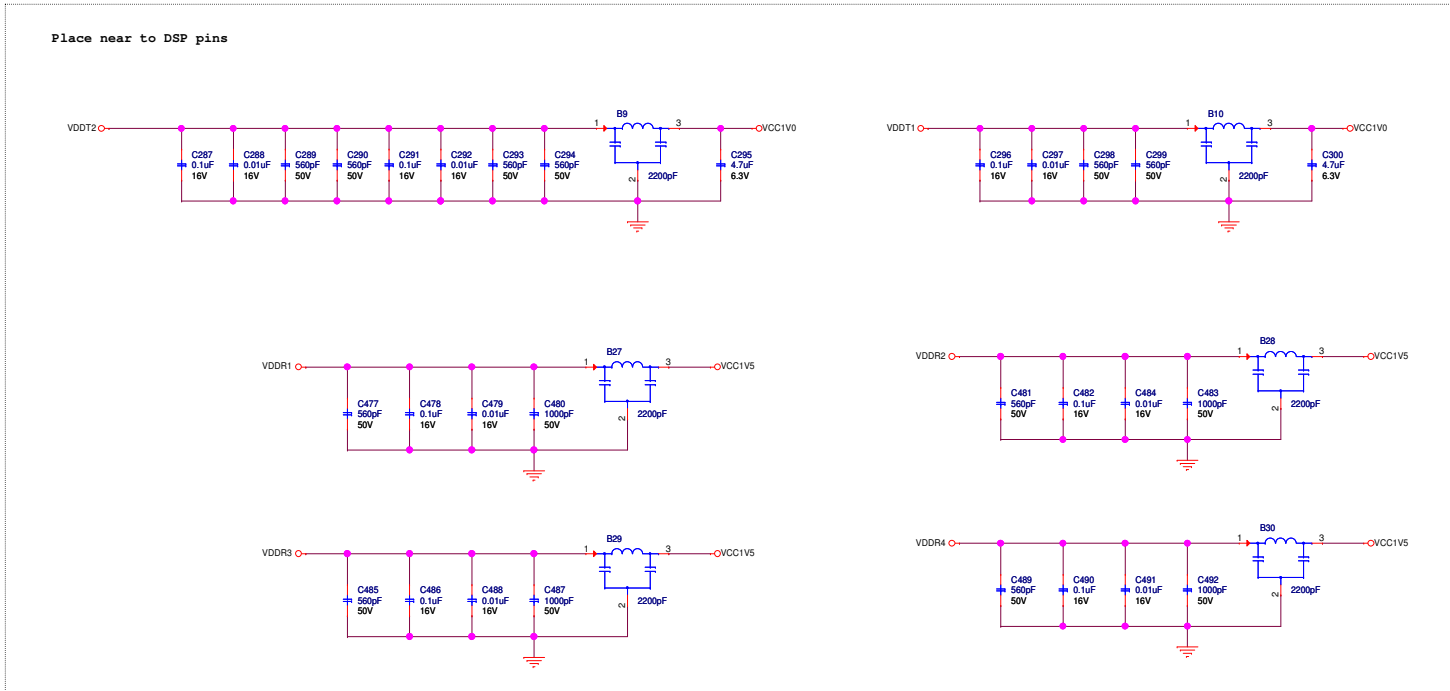 Place near to DSP pins
B9
VDDT2
1
3
VCC1V0
C287
0.1uF
16V
C288
0.01uF
16V
C289
560pF
50V
C290
560pF
50V
C291
0.1uF
16V
C292
0.01uF
16V
C293
560pF
50V
C294
560pF
50V
2
2200pF
C295
4.7uF
6.3V
B10
VDDT1
1
3
VCC1V0
C296
0.1uF
16V
C297
0.01uF
16V
C298
560pF
50V
C299
560pF
50V
2
2200pF
C300
4.7uF
6.3V
B27
VDDR1
1
3
VCC1V5
C477
560pF
50V
C478
0.1uF
16V
C479
0.01uF
16V
C480
1000pF
50V
2
2200pF
B28
VDDR2
1
3
VCC1V5
C481
560pF
50V
C482
0.1uF
16V
C484
0.01uF
16V
C483
1000pF
50V
2
2200pF
B29
VDDR3
1
3
VCC1V5
C485
560pF
50V
C486
0.1uF
16V
C488
0.01uF
16V
C487
1000pF
50V
2
2200pF
B30
VDDR4
1
3
VCC1V5
C489
560pF
50V
C490
0.1uF
16V
C491
0.01uF
16V
C492
1000pF
50V
2
2200pF